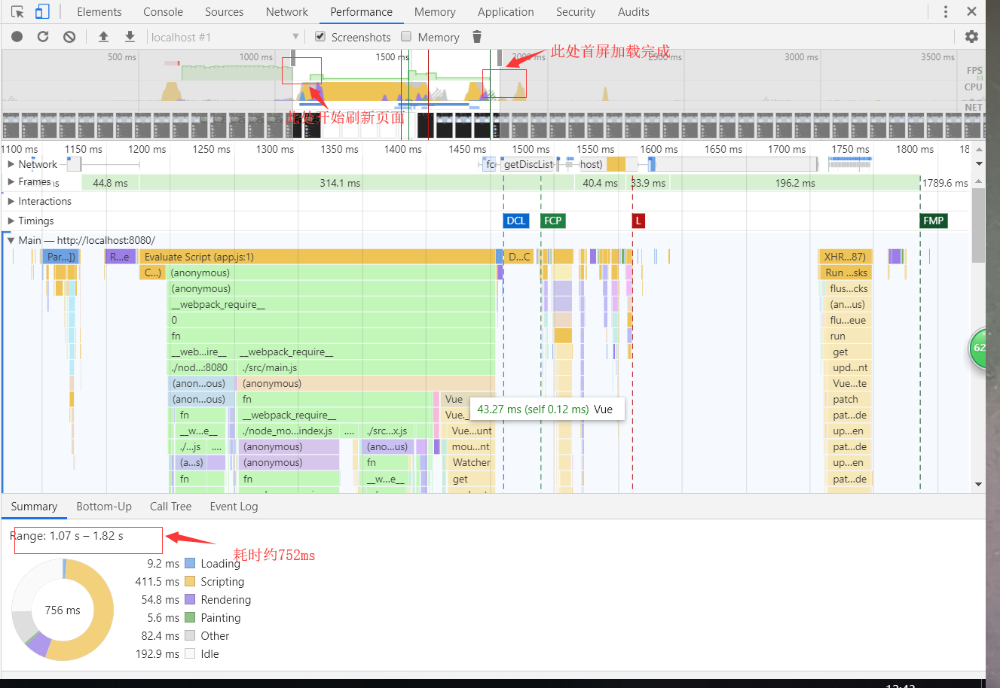 Elements Console Sources Network Performance Memory Application Security Audits
localhost #1 Screenshots Memory
500 ms 1000 ms 1500 ms 2000 ms 2500 ms 3000 ms 3500 ms
此处首屏加载完成
FPS
CPU
NET
此处开始刷新页面
1100 ms 1150 ms 1200 ms 1250 ms 1300 ms 1350 ms 1400 ms 1450 ms 1500 ms 1550 ms 1600 ms 1650 ms 1700 ms 1750 ms 1800 ms 18
Network getDiscList host)
Frames 44.8 ms 314.1 ms 40.4 ms 33.9 ms 196.2 ms 1789.6 ms
Interactions
Timings DCL FCP L FMP
Main — http://localhost:8080/
Par...]) R...e Evaluate Script (app.js:1) D...C XHR...87)
C...) (anonymous) Run ...sks
(anonymous) flus...cks
__webpack_require__ (an...us)
0 flu...eue
fn run
__web...ire__ __webpack_require__ get
./nod...:8080 ./src/main.js upd...nt
(anon...ous) (anonymous) Vue...te
(anon...ous) fn Vue patch
43.27 ms (self 0.12 ms) Vue
fn __webpack_require__ Vue._ pat...de
__w...e__ ./node_mo...index.js .... ./src...x.js Vue...unt up...en
./...js .... (anonymous) (ano...us) mou...nt pat...de
(a...s) (anonymous) fn Watcher up...en
fn fn __w...e__ get pat...de
62
Summary Bottom-Up Call Tree Event Log
Range: 1.07 s – 1.82 s
耗时约752ms
9.2 ms Loading
411.5 ms Scripting
54.8 ms Rendering
756 ms
5.6 ms Painting
82.4 ms Other
192.9 ms Idle